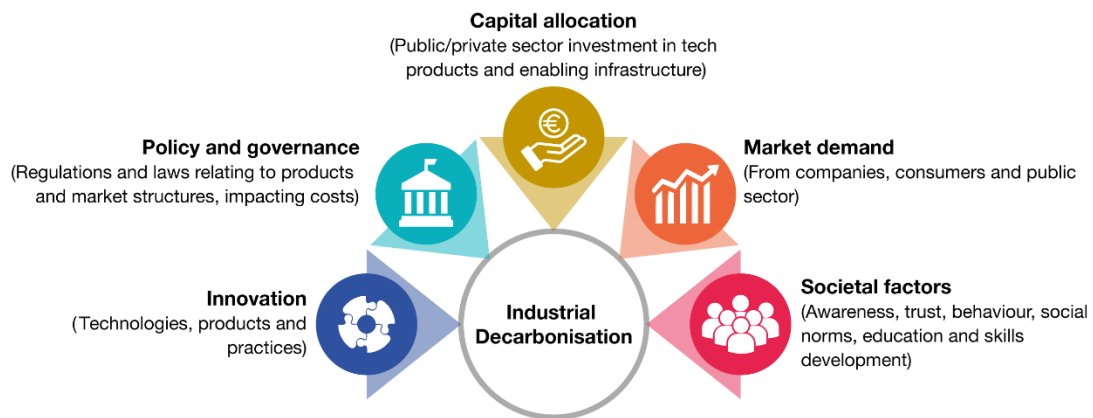 Capital allocation
(Public/private sector investment in tech
products and enabling infrastructure)
€
Policy and governance
(Regulations and laws relating to products
and market structures, impacting costs)
Market demand
(From companies, consumers and public
sector)
Innovation
(Technologies, products and
practices)
Industrial
Decarbonisation
Societal factors
(Awareness, trust, behaviour, social
norms, education and skills
development)